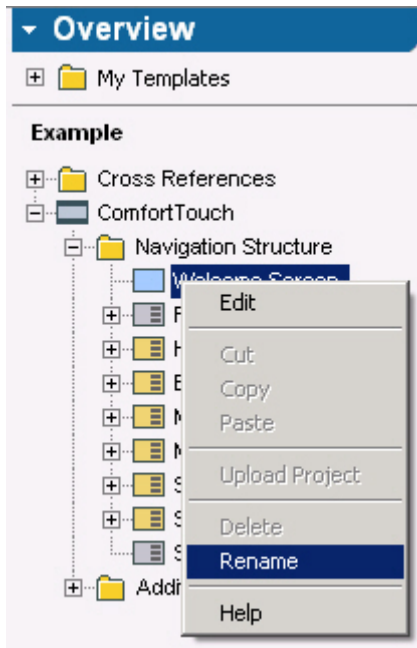 Overview
My Templates
Example
Cross References
ComfortTouch
Navigation Structure
Welcome Screen
Edit
Cut
Copy
Paste
Upload Project
Delete
Rename
Help